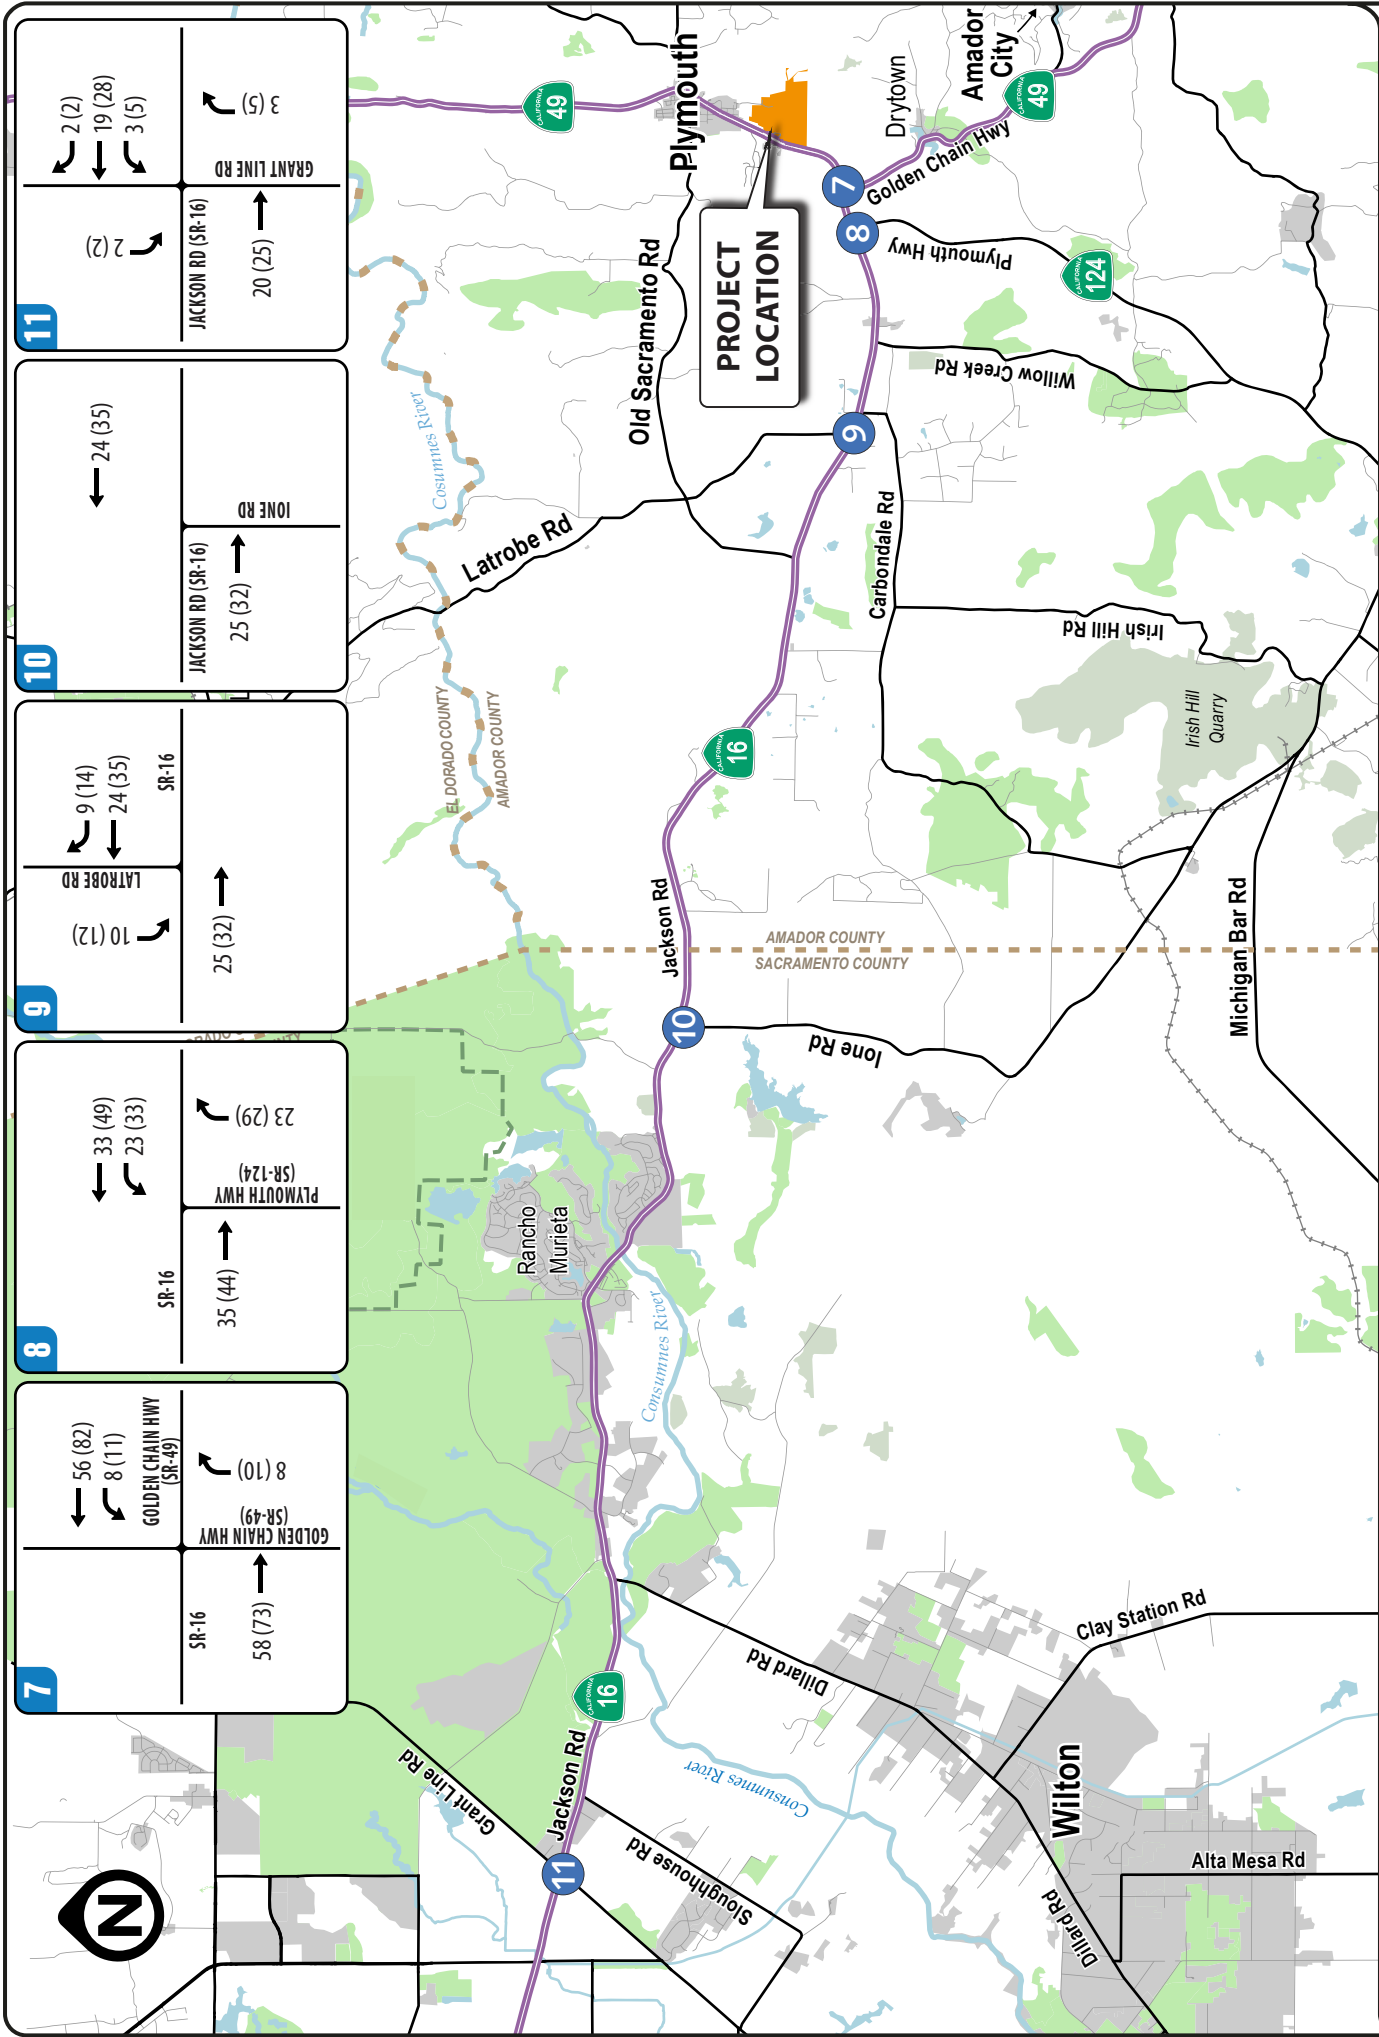 7
56 (82)
8 (11)
GOLDEN CHAIN HWY
(SR-49)
SR-16
58 (73)
GOLDEN CHAIN HWY
(SR-49)
8 (10)
8
33 (49)
23 (33)
SR-16
35 (44)
PLYMOUTH HWY
(SR-124)
23 (29)
9
10 (12)
LATROBE RD
9 (14)
24 (35)
SR-16
25 (32)
10
24 (35)
JACKSON RD (SR-16)
25 (32)
IONE RD
11
2 (2)
2 (2)
19 (28)
3 (5)
JACKSON RD (SR-16)
20 (25)
GRANT LINE RD
3 (5)
N
Grant Line Rd
11
Jackson Rd
CALIFORNIA
16
Sloughhouse Rd
Consumnes River
Dillard Rd
Dillard Rd
Wilton
Alta Mesa Rd
Clay Station Rd
Consumnes River
Rancho
Murieta
10
Ione Rd
Jackson Rd
AMADOR COUNTY
SACRAMENTO COUNTY
Michigan Bar Rd
EL DORADO COUNTY
AMADOR COUNTY
Cosumnes River
CALIFORNIA
16
Irish Hill
Quarry
Irish Hill Rd
Carbondale Rd
Latrobe Rd
Old Sacramento Rd
9
Willow Creek Rd
PROJECT
LOCATION
8
Plymouth Hwy
CALIFORNIA
124
7
Golden Chain Hwy
Plymouth
CALIFORNIA
49
Drytown
Amador
City
CALIFORNIA
49